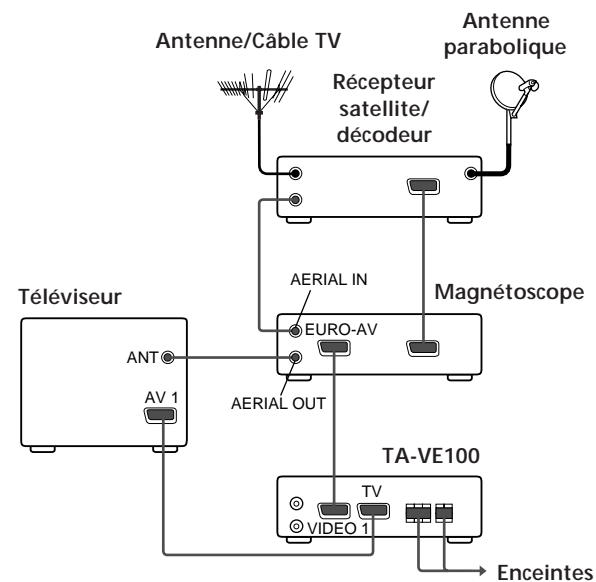 Antenne
parabolique
Antenne/Câble TV
Récepteur
satellite/
décodeur
AERIAL IN
Téléviseur
Magnétoscope
EURO-AV
ANT
AV 1
AERIAL OUT
TA-VE100
TV
VIDEO 1
Enceintes